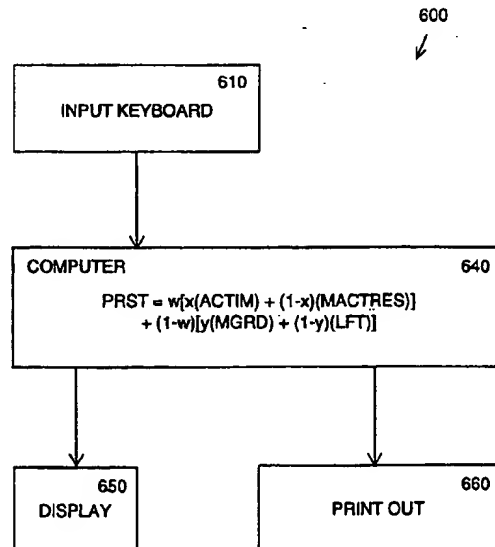 600
610
INPUT KEYBOARD
COMPUTER 640
PRST = w[x(ACTIM) + (1-x)(MACTRES)]
+ (1-w)[y(MGRD) + (1-y)(LFT)]
650
DISPLAY
660
PRINT OUT